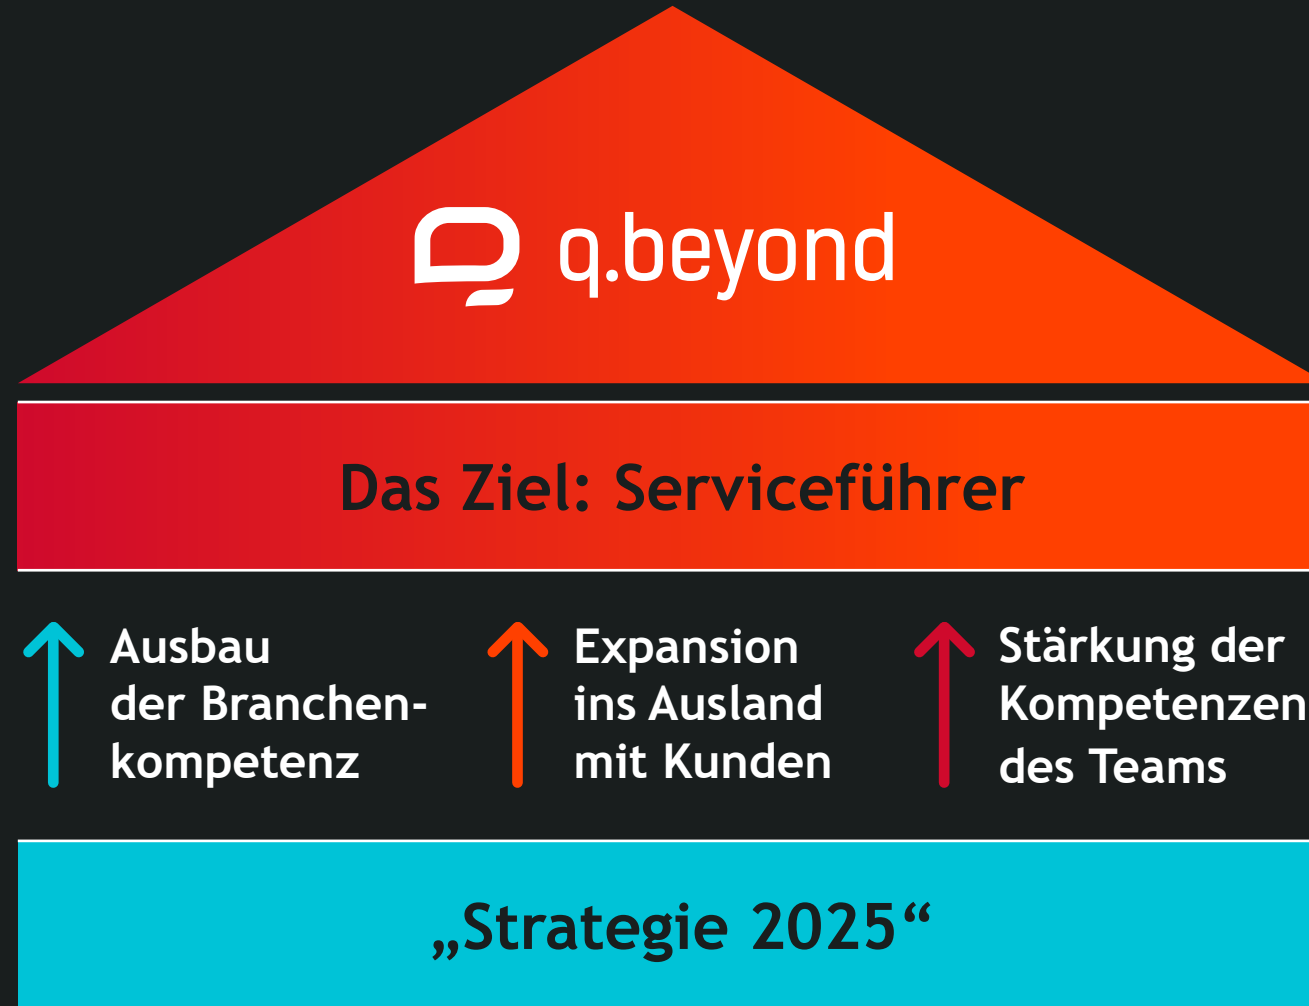 q.beyond
Das Ziel: Serviceführer
Ausbau
der Branchen-
kompetenz
Expansion
ins Ausland
mit Kunden
Stärkung der
Kompetenzen
des Teams
„Strategie 2025“